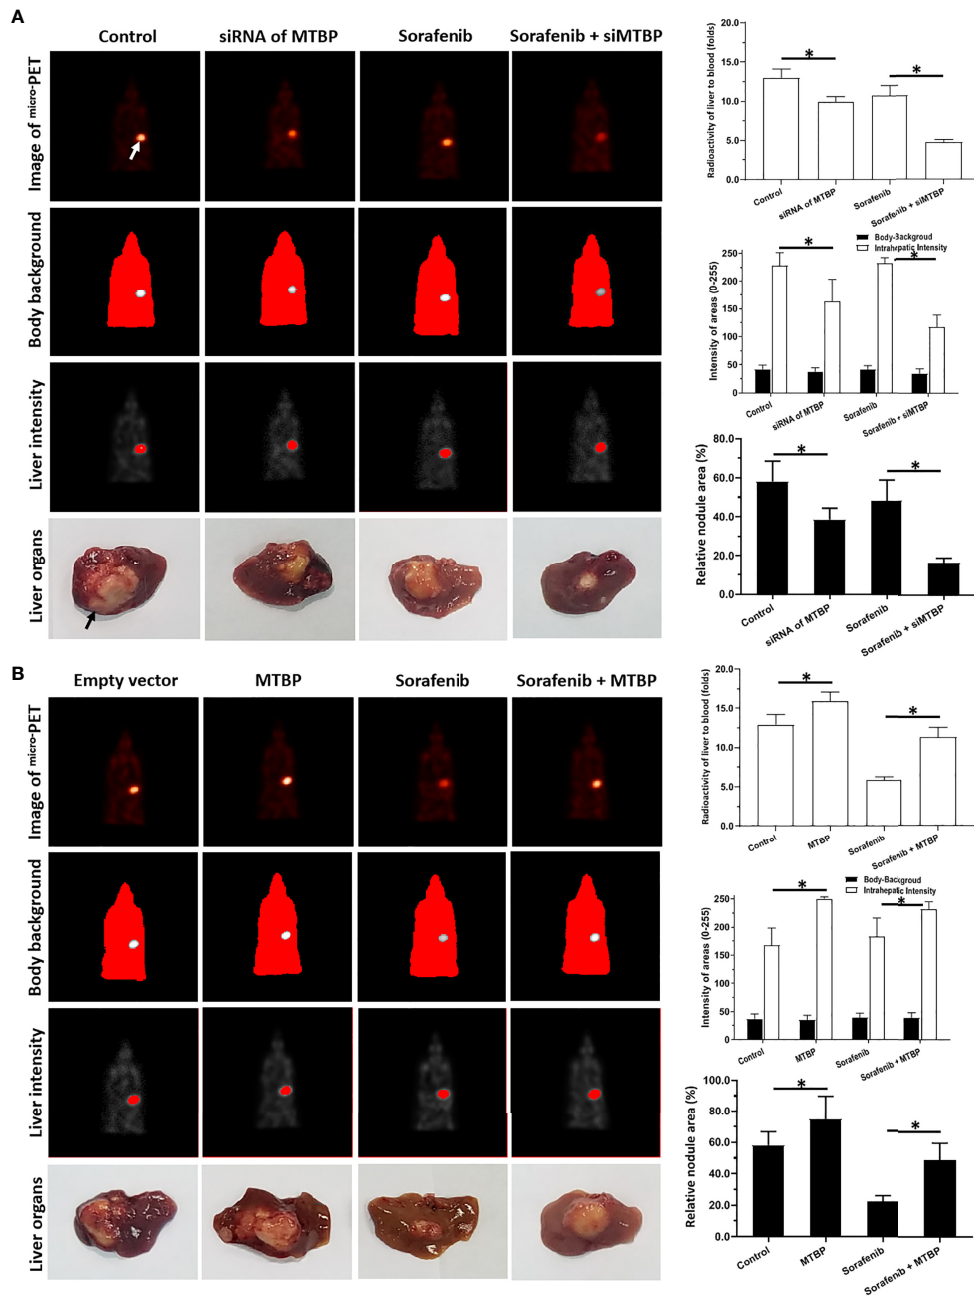 A
Control
siRNA of MTBP
Sorafenib
Sorafenib + siMTBP
Image of micro-PET
Body background
Liver intensity
Liver organs
Radioactivity of liver to blood (folds)
20.0
15.0
10.0
5.0
0.0
*
*
Control
siRNA of MTBP
Sorafenib
Sorafenib + siMTBP
Body-Backgroud
Intrahepatic Intensity
Intensity of areas (0-255)
250
200
150
100
50
0
*
*
Control
siRNA of MTBP
Sorafenib
Sorafenib + siMTBP
Relative nodule area (%)
80.0
60.0
40.0
20.0
0.0
*
*
Control
siRNA of MTBP
Sorafenib
Sorafenib + siMTBP
B
Empty vector
MTBP
Sorafenib
Sorafenib + MTBP
Image of micro-PET
Body background
Liver intensity
Liver organs
Radioactivity of liver to blood (folds)
20.0
15.0
10.0
5.0
0.0
*
*
Control
MTBP
Sorafenib
Sorafenib + MTBP
Body-Backgroud
Intrahepatic Intensity
Intensity of areas (0-255)
250
200
150
100
50
0
*
*
Control
MTBP
Sorafenib
Sorafenib + MTBP
Relative nodule area (%)
100.0
80.0
60.0
40.0
20.0
0.0
*
*
Control
MTBP
Sorafenib
Sorafenib + MTBP